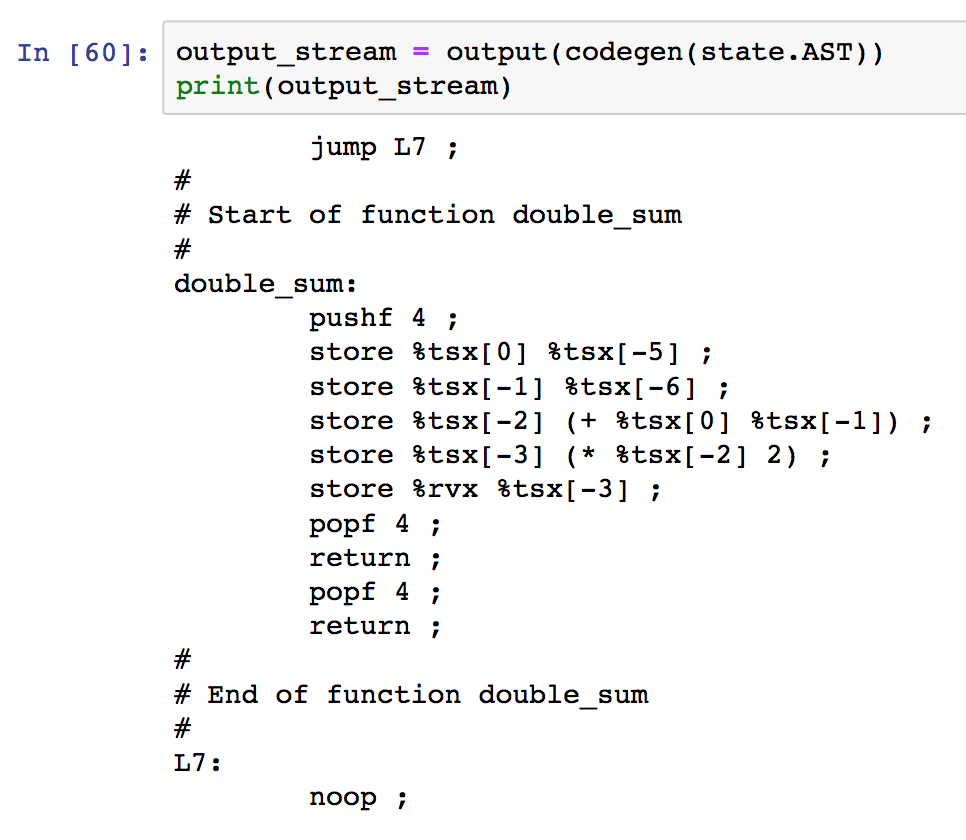 In [60]: output_stream = output(codegen(state.AST))
print(output_stream)
jump L7 ;
#
# Start of function double_sum
#
double_sum:
pushf 4 ;
store %tsx[0] %tsx[-5] ;
store %tsx[-1] %tsx[-6] ;
store %tsx[-2] (+ %tsx[0] %tsx[-1]) ;
store %tsx[-3] (* %tsx[-2] 2) ;
store %rvx %tsx[-3] ;
popf 4 ;
return ;
popf 4 ;
return ;
#
# End of function double_sum
#
L7:
noop ;